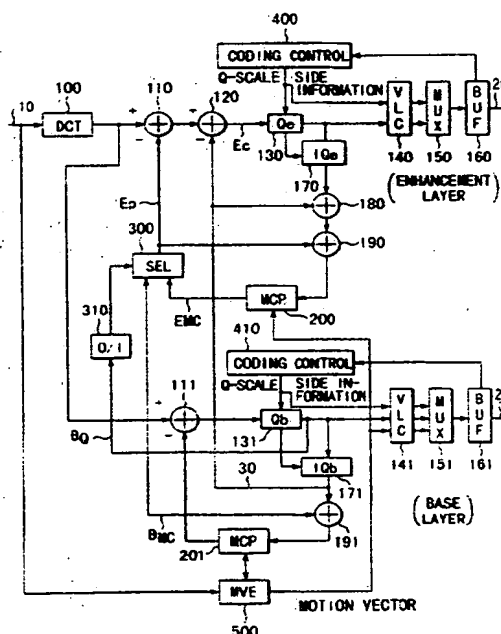 400
CODING CONTROL
100
110
120
Q-SCALE SIDE
INFORMATION
10
DCT
+
−
−
−
Ec
Qe
130
VLC
140
MUX
150
BUF
160
iQe
170
(ENHANCEMENT
LAYER)
Ep
180
300
190
SEL
EMC
MCP
200
310
0/1
410
CODING CONTROL
Q-SCALE SIDE IN-
FORMATION
111
+
−
Qb
131
VLC
141
MUX
151
BUF
161
BQ
30
iQb
171
(BASE
LAYER)
BMC
191
201
MCP
MVE
MOTION VECTOR
500